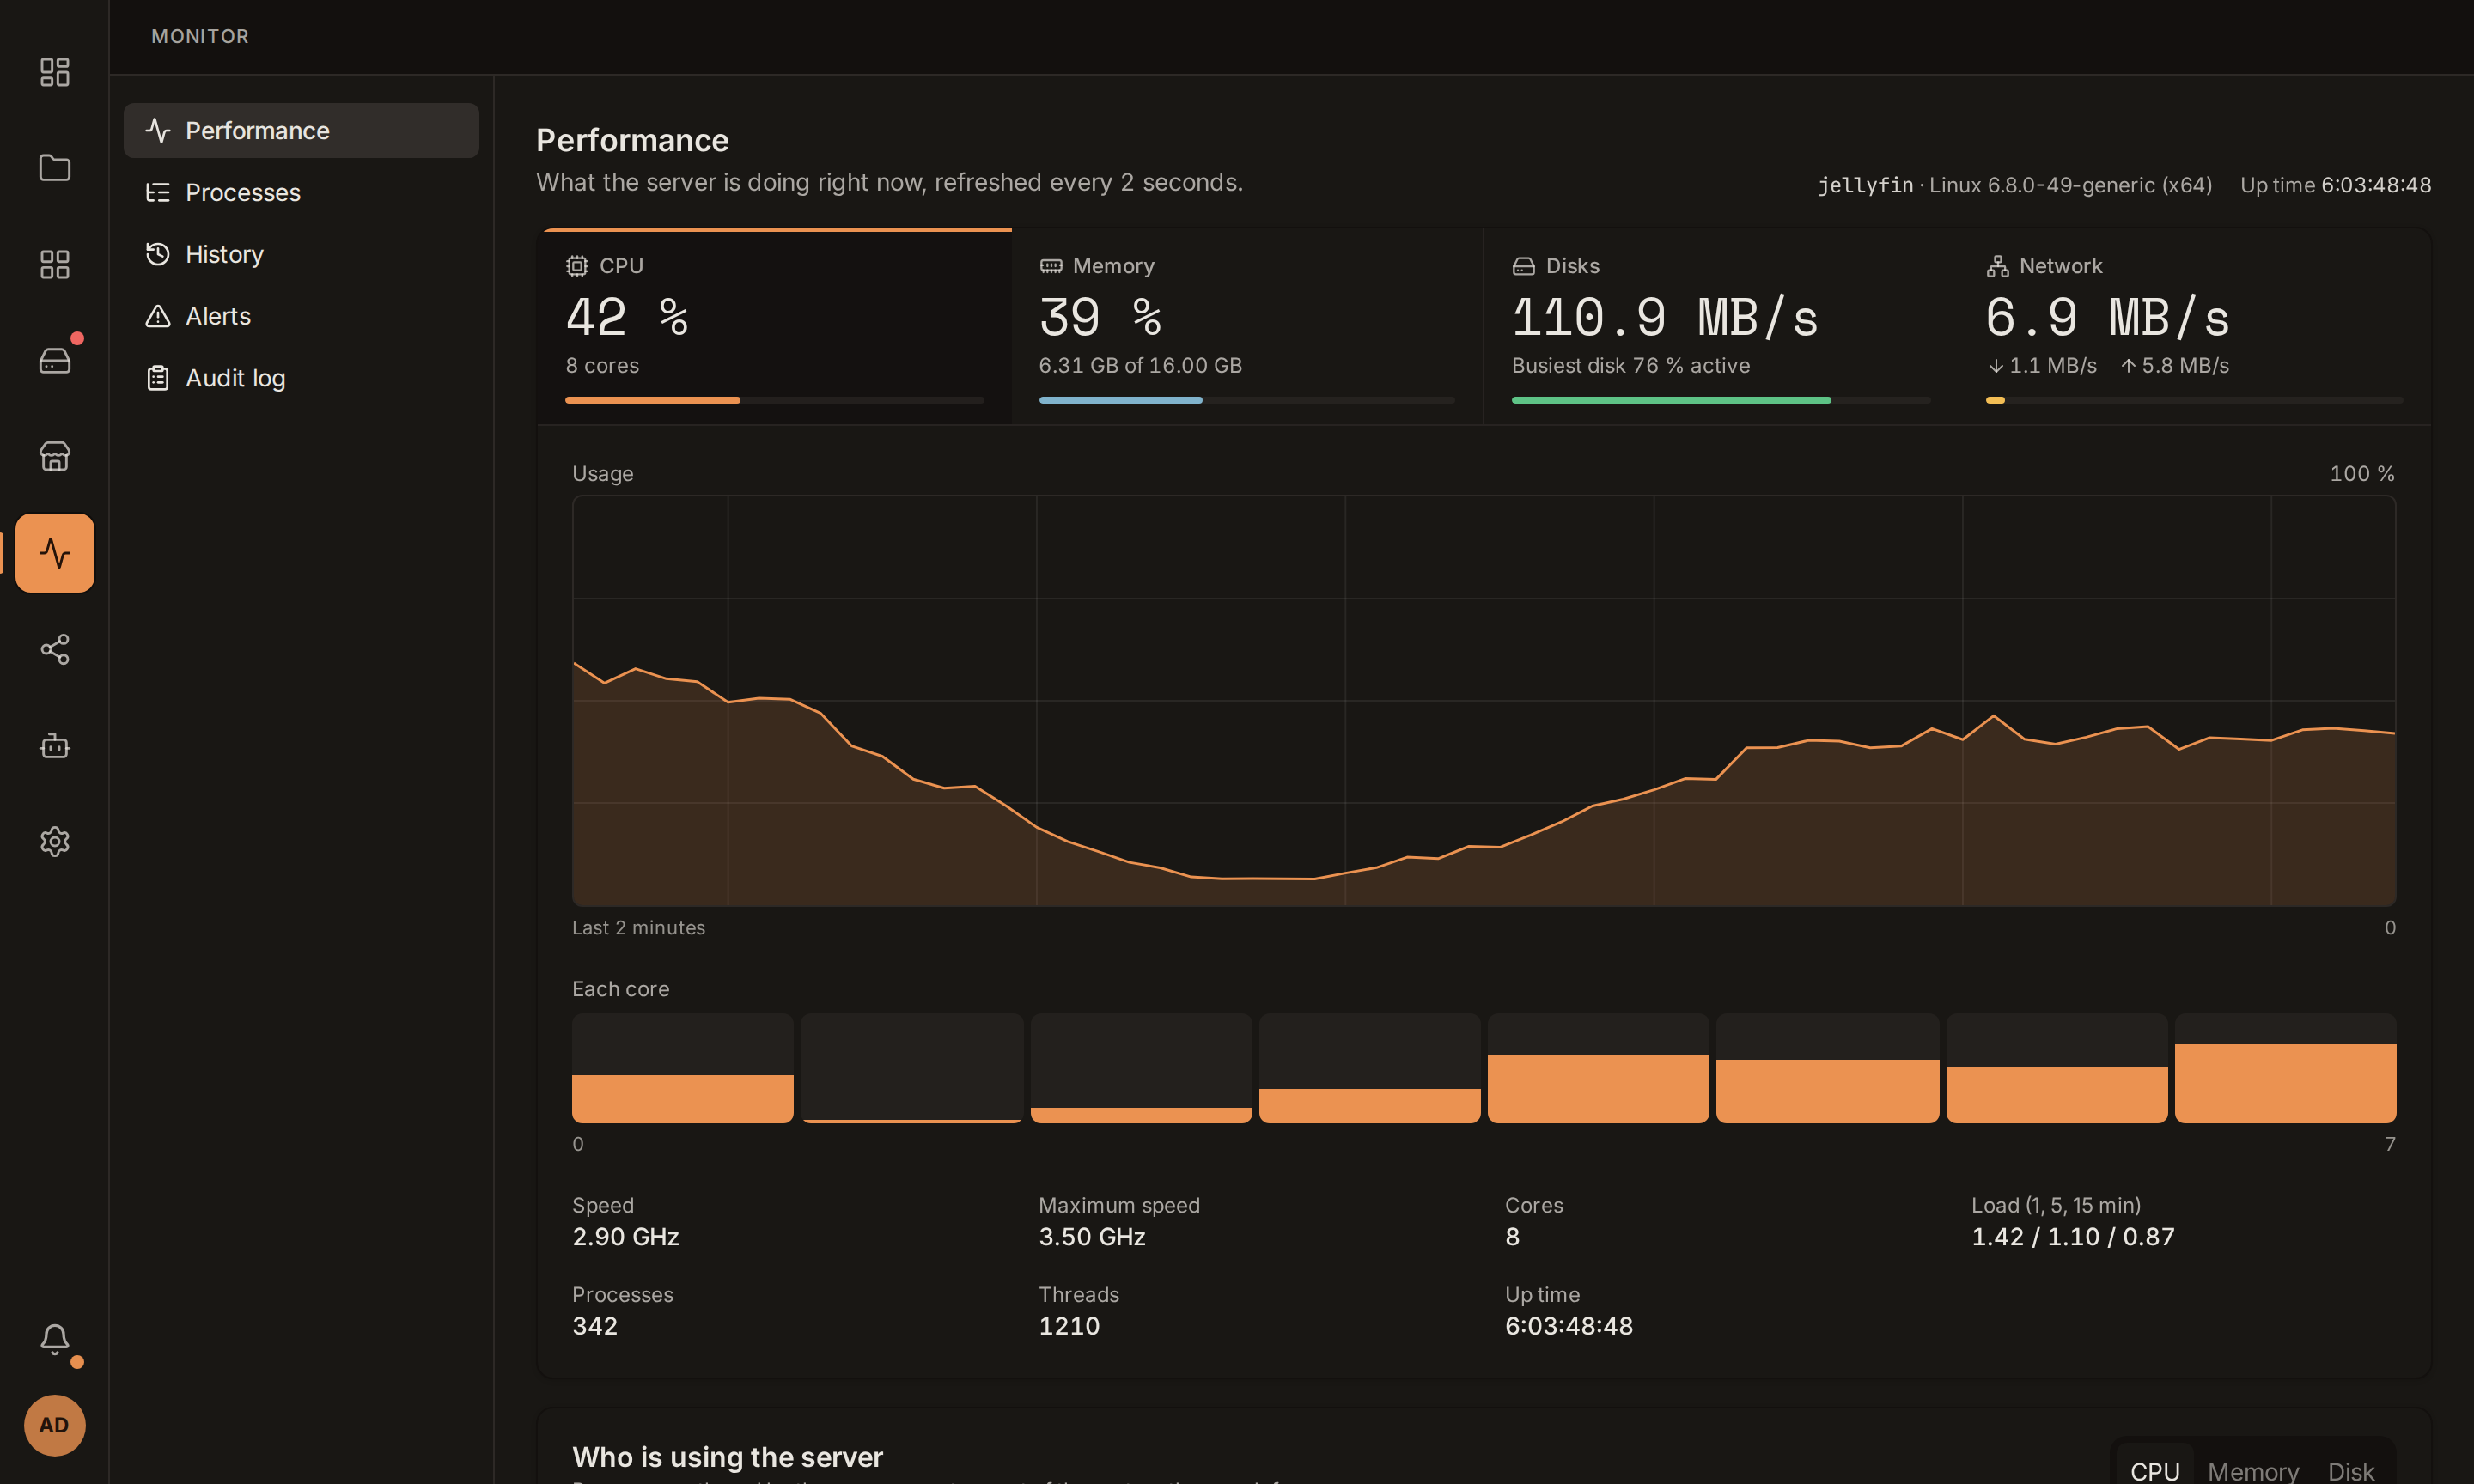 MONITOR
Performance
Processes
History
Alerts
Audit log
Performance
What the server is doing right now, refreshed every 2 seconds.
jellyfin · Linux 6.8.0-49-generic (x64) Up time 6:03:48:48
CPU
42 %
8 cores
Memory
39 %
6.31 GB of 16.00 GB
Disks
110.9 MB/s
Busiest disk 76 % active
Network
6.9 MB/s
↓ 1.1 MB/s ↑ 5.8 MB/s
Usage 100 %
Last 2 minutes 0
Each core
0 7
Speed
2.90 GHz
Maximum speed
3.50 GHz
Cores
8
Load (1, 5, 15 min)
1.42 / 1.10 / 0.87
Processes
342
Threads
1210
Up time
6:03:48:48
AD
Who is using the server
CPU Memory Disk